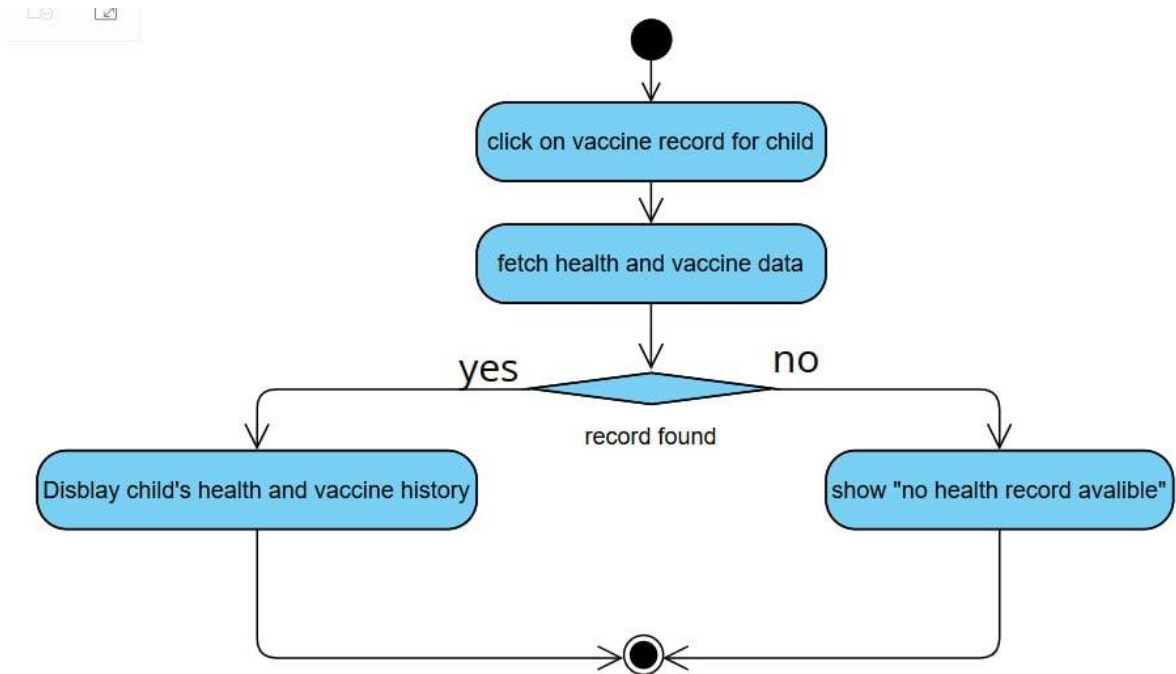 click on vaccine record for child
fetch health and vaccine data
yes
no
record found
Disblay child's health and vaccine history
show "no health record avalible"